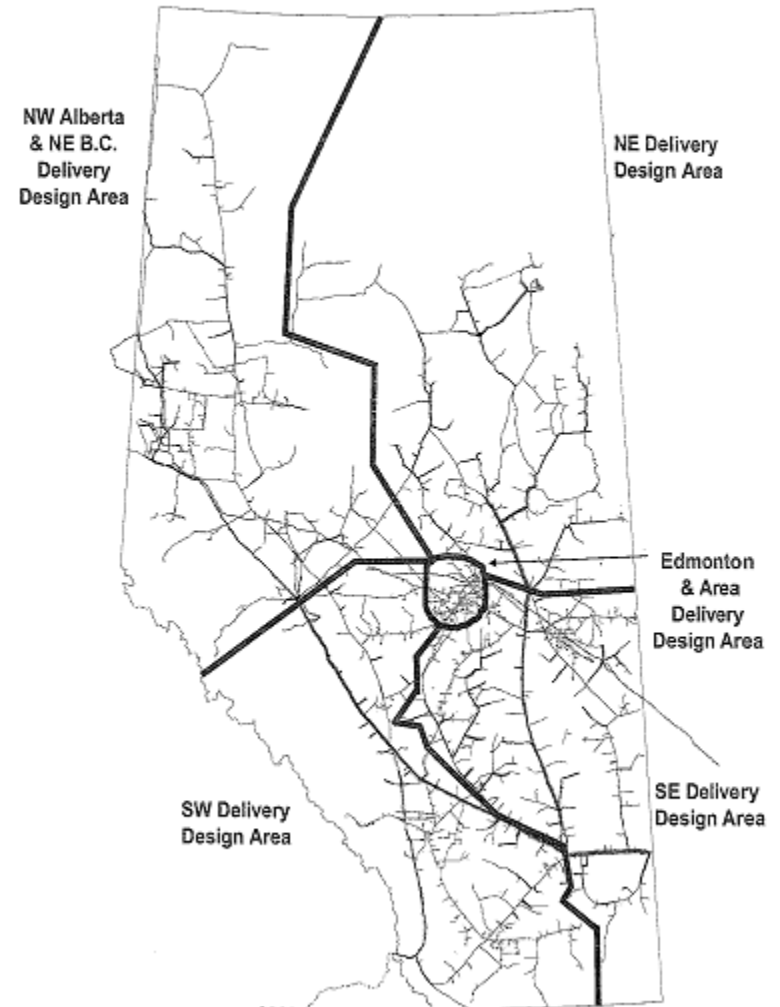 NW Alberta
& NE B.C.
Delivery
Design Area
NE Delivery
Design Area
Edmonton
& Area
Delivery
Design Area
SE Delivery
Design Area
SW Delivery
Design Area